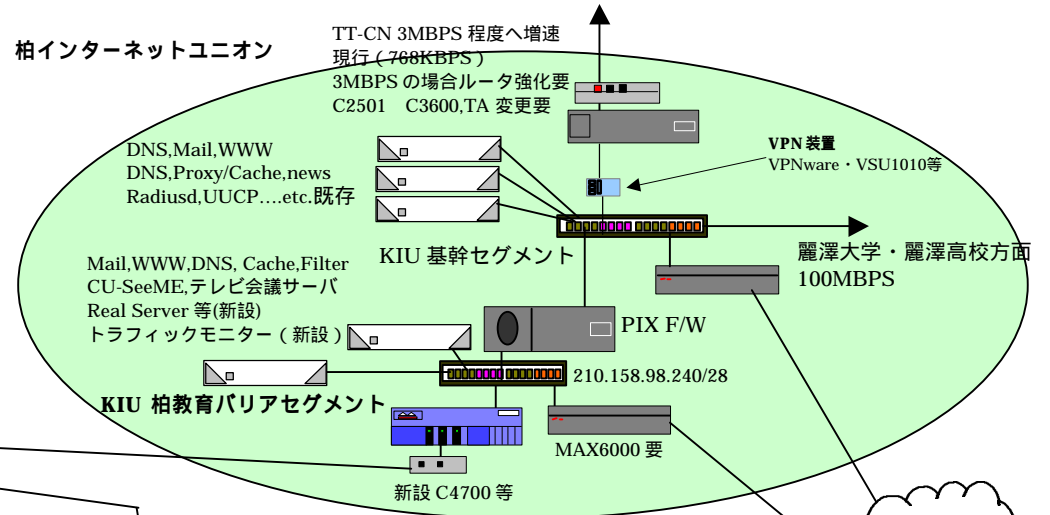 柏インターネットユニオン
TT-CN 3MBPS 程度へ増速
現行（768KBPS）
3MBPS の場合ルータ強化要
C2501　C3600,TA 変更要
DNS,Mail,WWW
DNS,Proxy/Cache,news
Radiusd,UUCP….etc.既存
VPN 装置
VPNware・VSU1010等
KIU 基幹セグメント
麗澤大学・麗澤高校方面
100MBPS
Mail,WWW,DNS, Cache,Filter
CU-SeeME,テレビ会議サーバ
Real Server 等(新設)
トラフィックモニター（新設）
PIX F/W
210.158.98.240/28
KIU 柏教育バリアセグメント
MAX6000 要
新設 C4700 等